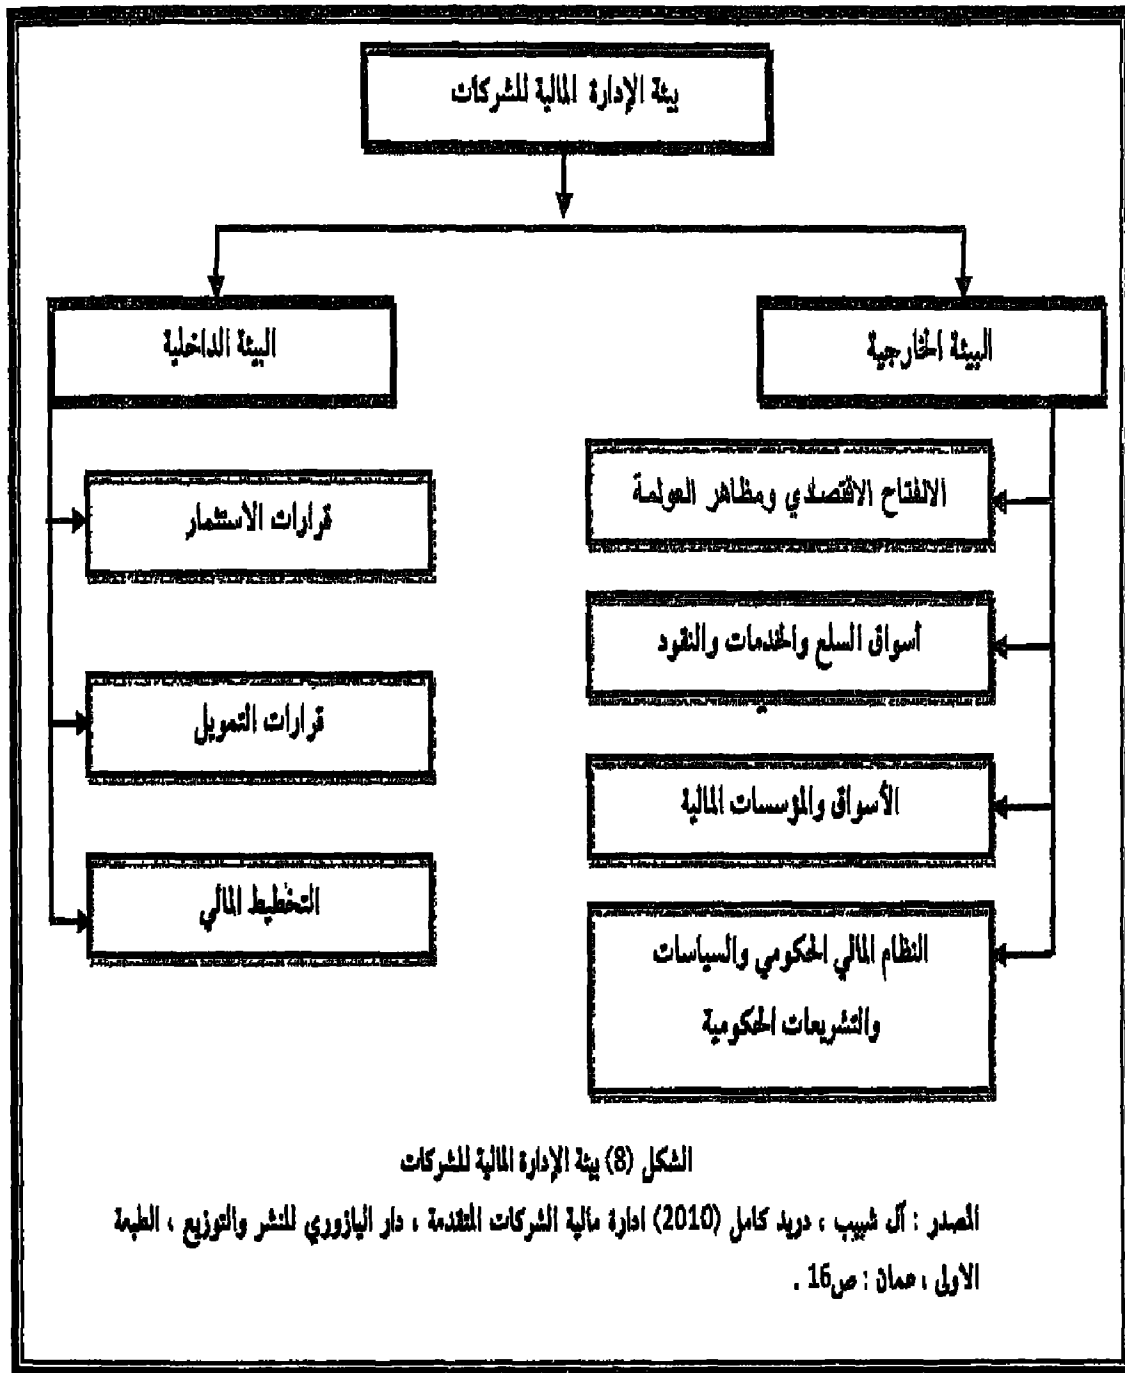 بيئة الإدارة المالية للشركات
البيئة الخارجية
البيئة الداخلية
الانفتاح الاقتصادي ومظاهر العولمة
أسواق السلع والخدمات والنقود
الأسواق والمؤسسات المالية
النظام المالي الحكومي والسياسات
والتشريعات الحكومية
قرارات الاستثمار
قرارات التمويل
التخطيط المالي
الشكل (8) بيئة الإدارة المالية للشركات
المصدر : آل شبيب ، دريد كامل (2010) ادارة مالية الشركات المتقدمة ، دار اليازوري للنشر والتوزيع ، الطبعة
الاولى ، عمان : ص16 .